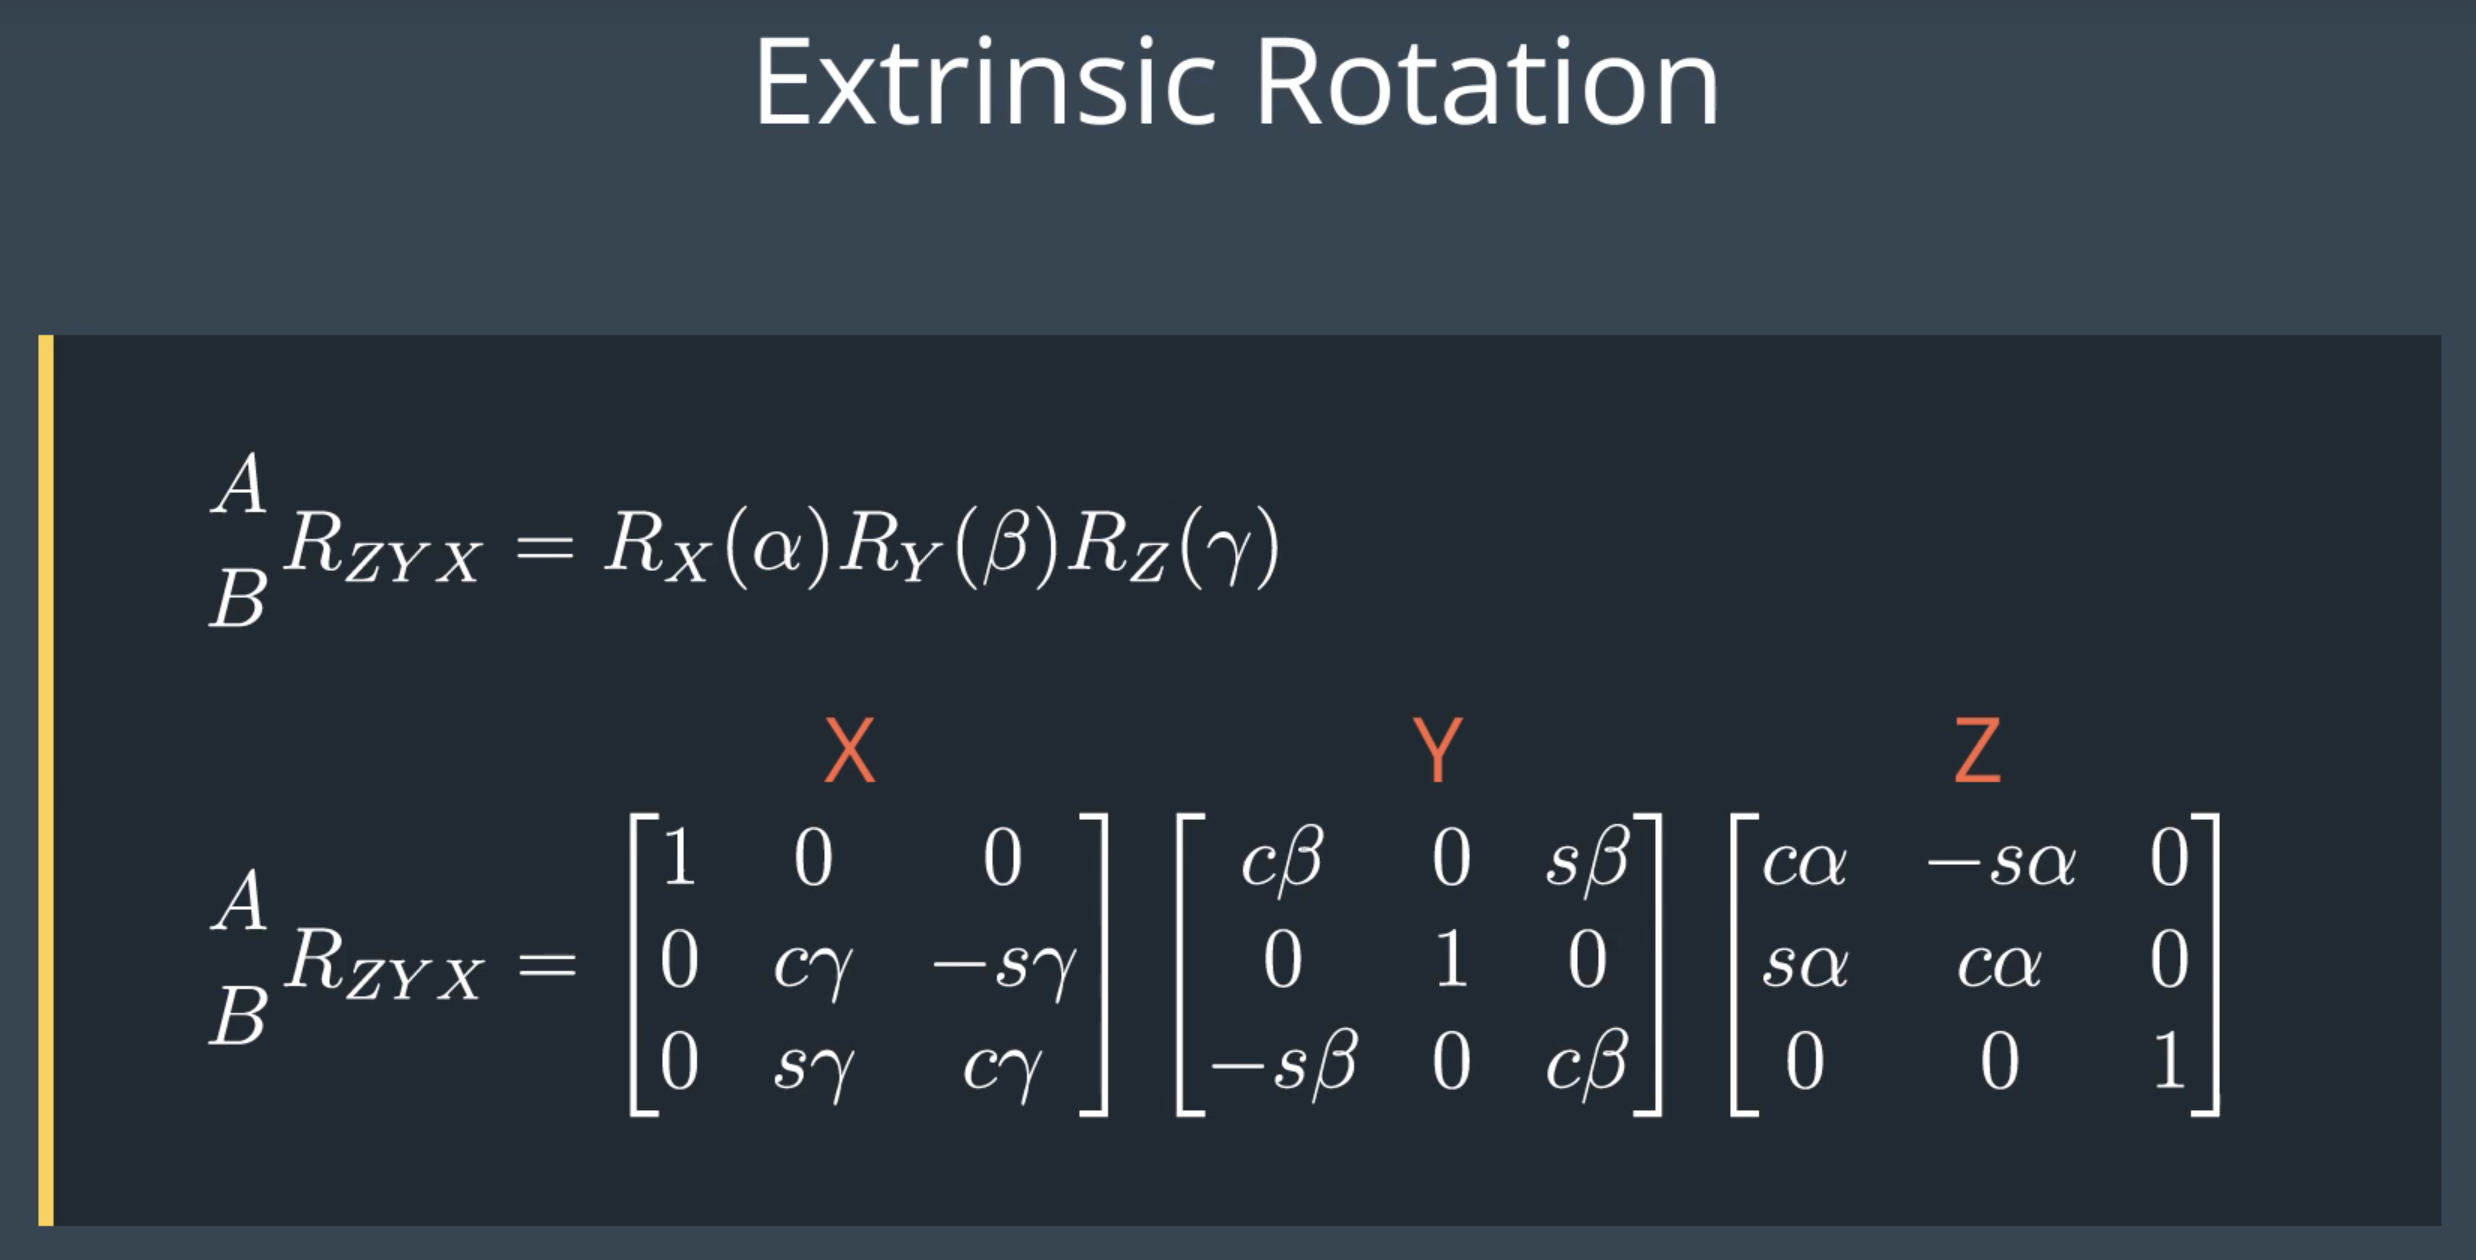 Extrinsic Rotation
A
B R_ZYX = R_X(α)R_Y(β)R_Z(γ)
X Y Z
A
B R_ZYX = [1 0 0] [cβ 0 sβ] [cα −sα 0]
[0 cγ −sγ] [0 1 0] [sα cα 0]
[0 sγ cγ] [−sβ 0 cβ] [0 0 1]